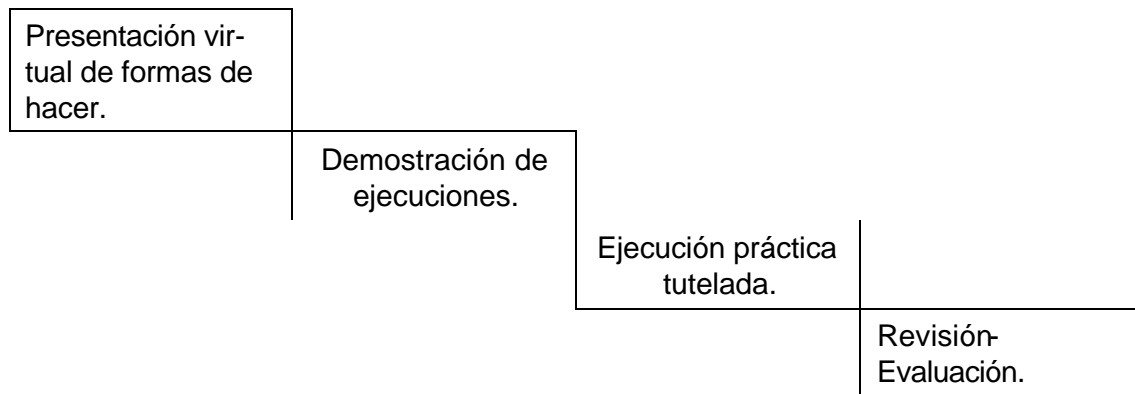 Presentación vir-
tual de formas de
hacer.
Demostración de
ejecuciones.
Ejecución práctica
tutelada.
Revisión-
Evaluación.